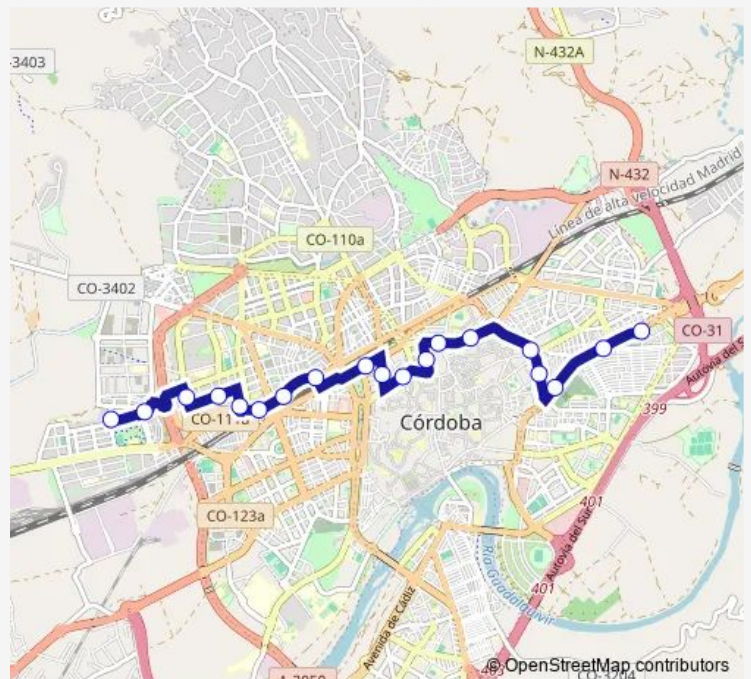 N-432A
-3403
N-432
Línea de alta velocidad Madrid
CO-110a
CO-3402
CO-31
Autovía del S
399
Córdoba
CO-123a
401
Autovía del Sur
Río Guadalquivir
401
Avenida de Cádiz
© OpenStreetMap contributors